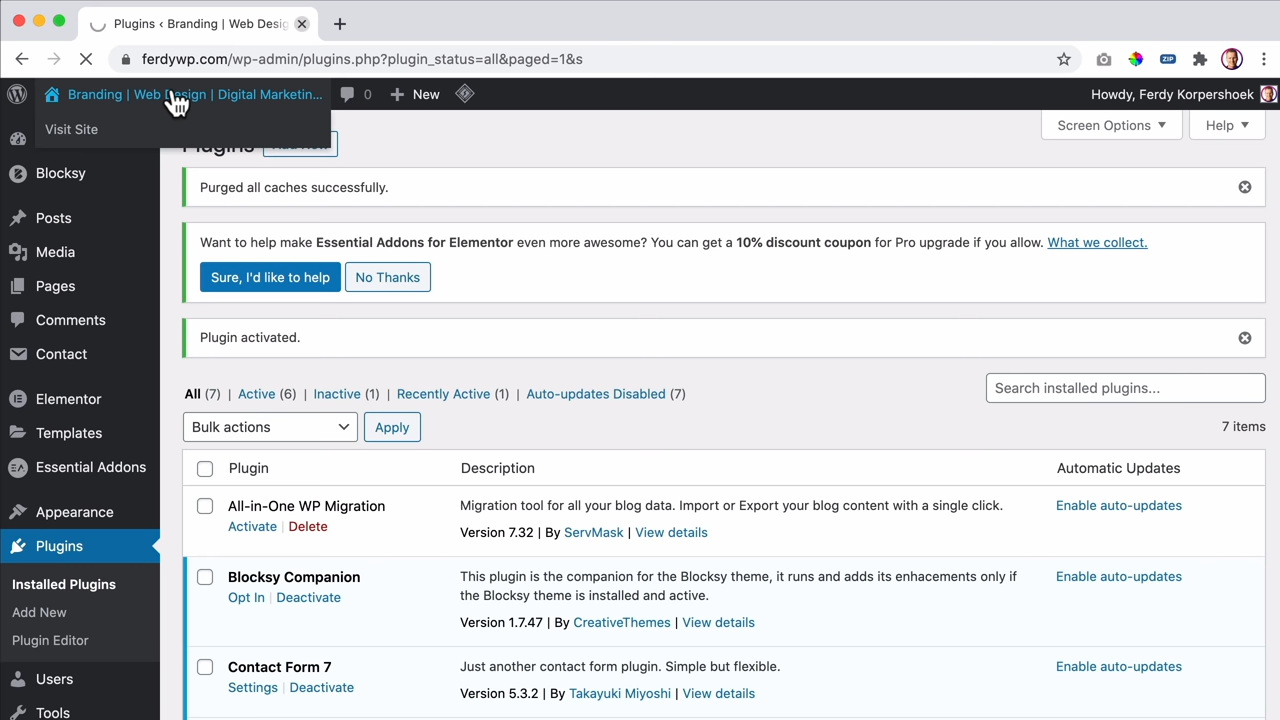 Plugins ‹ Branding | Web Desig
ferdywp.com/wp-admin/plugins.php?plugin_status=all&paged=1&s
ZIP
Branding | Web Design | Digital Marketin...
0
New
Howdy, Ferdy Korpershoek
Visit Site
Screen Options
Help
Plugins
Blocksy
Purged all caches successfully.
Posts
Media
Want to help make Essential Addons for Elementor even more awesome? You can get a 10% discount coupon for Pro upgrade if you allow. What we collect.
Sure, I'd like to help
No Thanks
Pages
Comments
Plugin activated.
Contact
All (7) | Active (6) | Inactive (1) | Recently Active (1) | Auto-updates Disabled (7)
Search installed plugins...
Elementor
Bulk actions
Apply
7 items
Templates
EA Essential Addons
Plugin
Description
Automatic Updates
Appearance
All-in-One WP Migration
Migration tool for all your blog data. Import or Export your blog content with a single click.
Enable auto-updates
Activate | Delete
Version 7.32 | By ServMask | View details
Plugins
Installed Plugins
Blocksy Companion
This plugin is the companion for the Blocksy theme, it runs and adds its enhacements only if
the Blocksy theme is installed and active.
Enable auto-updates
Opt In | Deactivate
Version 1.7.47 | By CreativeThemes | View details
Add New
Plugin Editor
Contact Form 7
Just another contact form plugin. Simple but flexible.
Enable auto-updates
Settings | Deactivate
Version 5.3.2 | By Takayuki Miyoshi | View details
Users
Tools